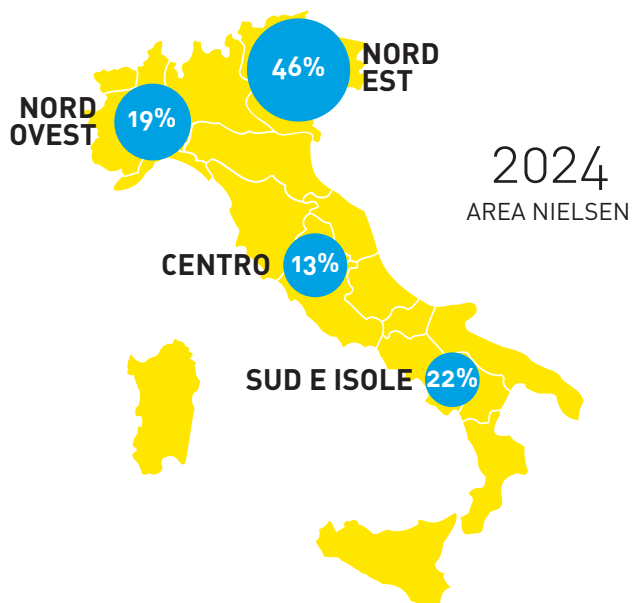 46%
NORD
EST
NORD
OVEST
19%
2024
AREA NIELSEN
CENTRO
13%
SUD E ISOLE
22%